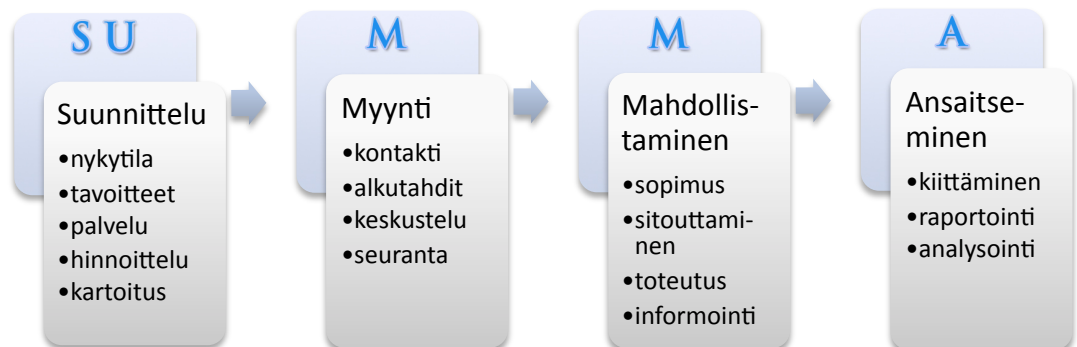 S U
Suunnittelu
•nykytila
•tavoitteet
•palvelu
•hinnoittelu
•kartoitus
M
Myynti
•kontakti
•alkutahdit
•keskustelu
•seuranta
M
Mahdollis-
taminen
•sopimus
•sitouttami-
nen
•toteutus
•informointi
A
Ansaitse-
minen
•kiittäminen
•raportointi
•analysointi